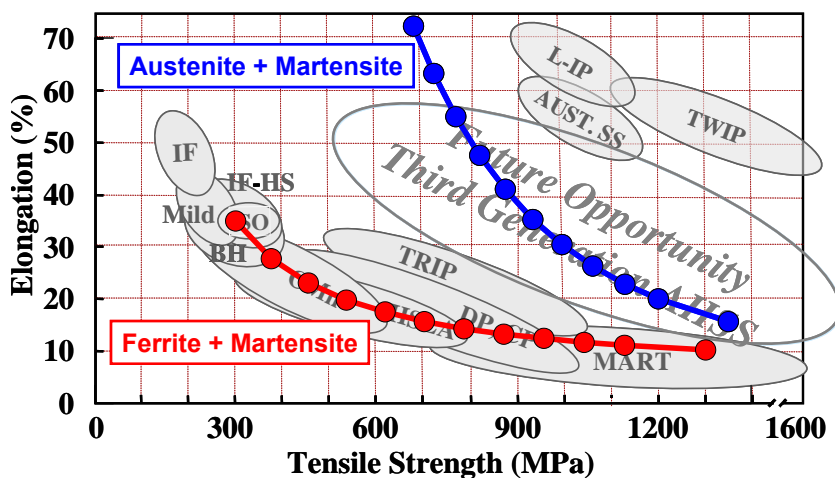 Elongation (%)
70
60
50
40
30
20
10
0
Austenite + Martensite
Ferrite + Martensite
L-IP
AUST. SS
TWIP
IF
IF-HS
Mild
BH
TRIP
MART
Future Opportunity
Third Generation AHSS
0
300
600
900
1200
1600
Tensile Strength (MPa)